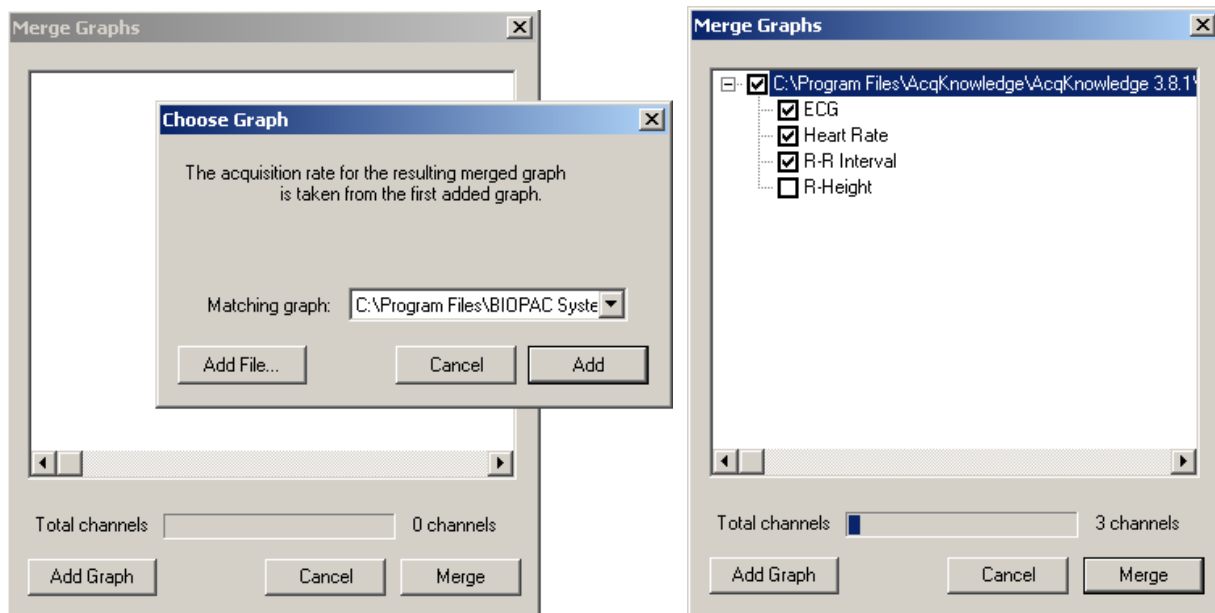 Merge Graphs
Choose Graph
The acquisition rate for the resulting merged graph
is taken from the first added graph.
Matching graph: C:\Program Files\BIOPAC Syste
Add File... Cancel Add
Total channels 0 channels
Add Graph Cancel Merge
Merge Graphs
C:\Program Files\AcqKnowledge\AcqKnowledge 3.8.1\
ECG
Heart Rate
R-R Interval
R-Height
Total channels 3 channels
Add Graph Cancel Merge